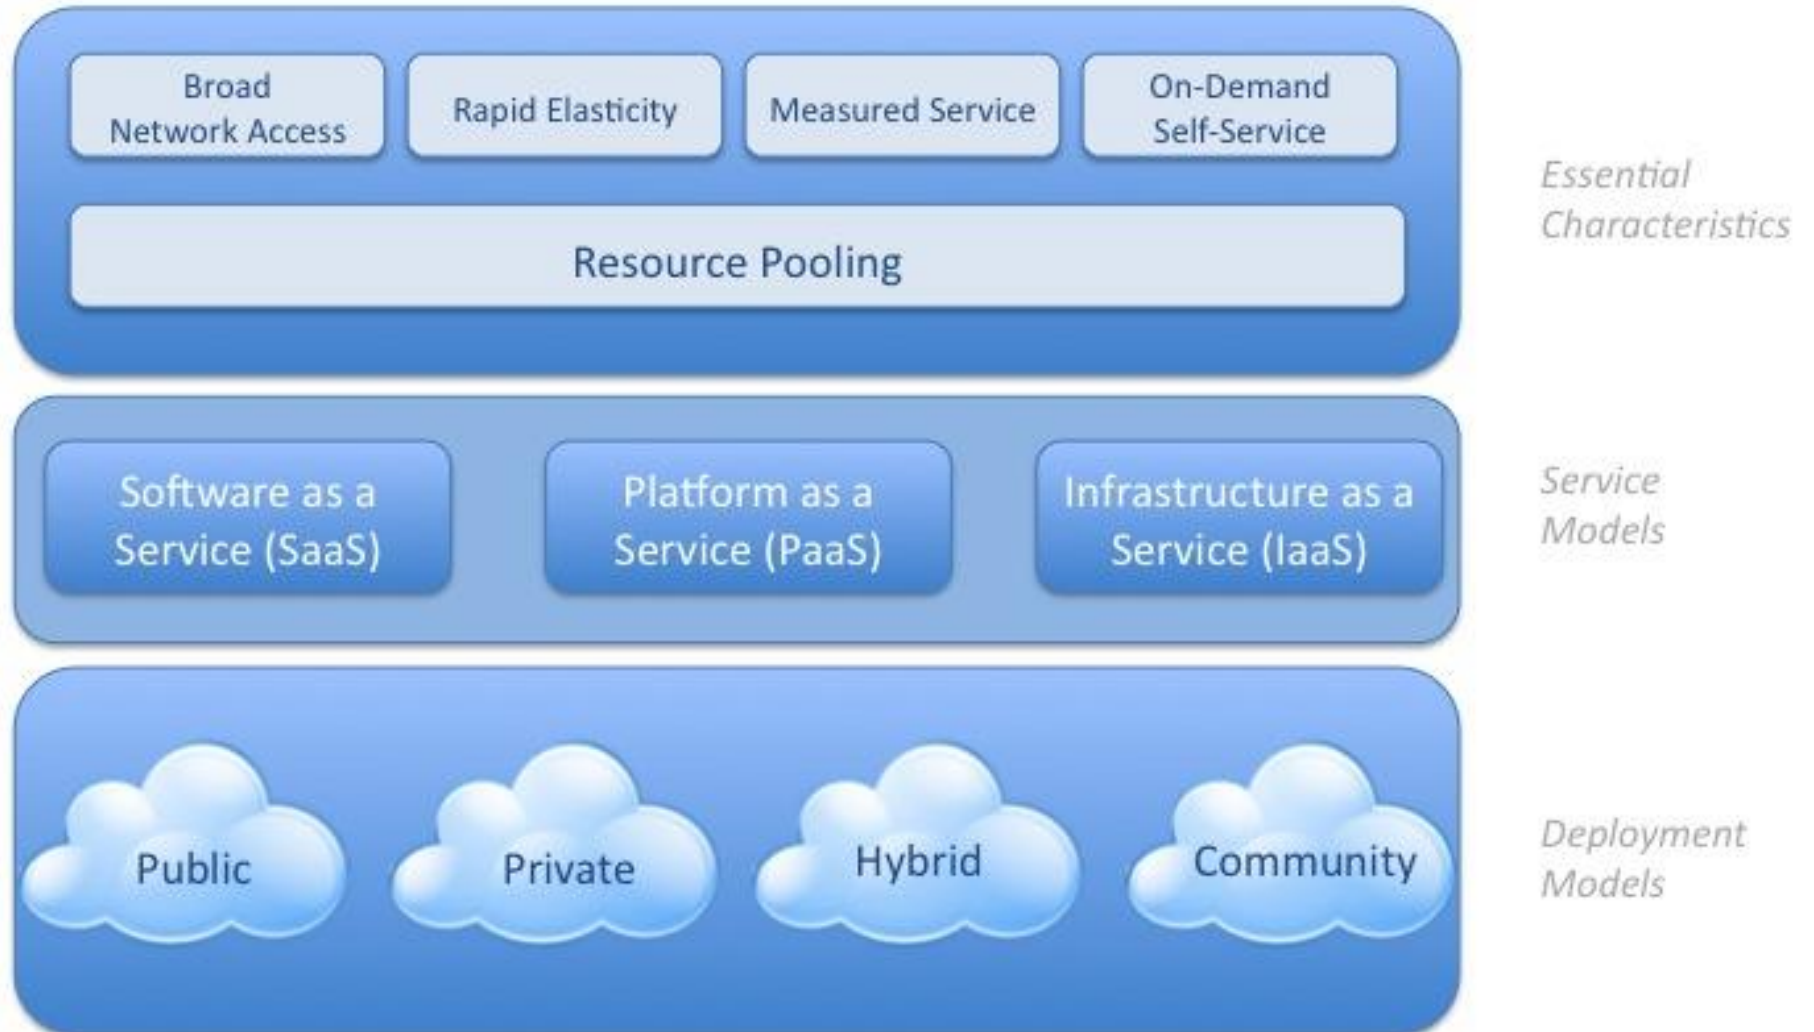 Broad
Network Access
Rapid Elasticity
Measured Service
On-Demand
Self-Service
Resource Pooling
Essential
Characteristics
Software as a
Service (SaaS)
Platform as a
Service (PaaS)
Infrastructure as a
Service (IaaS)
Service
Models
Public
Private
Hybrid
Community
Deployment
Models